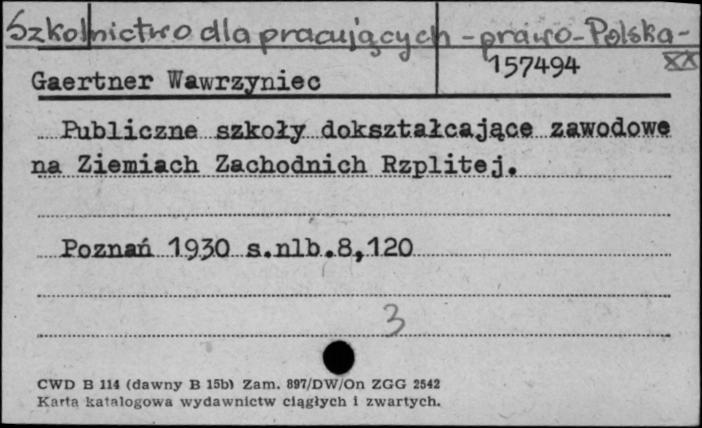 Szkolnictwo dla pracujących - prawo - Polska -
XX
157494
Gaertner Wawrzyniec
Publiczne szkoły dokształcające zawodowe
na Ziemiach Zachodnich Rzplitej.
Poznań 1930 s.nlb.8,120
3
CWD B 114 (dawny B 15b) Zam. 897/DW/On ZGG 2542
Karta katalogowa wydawnictw ciągłych i zwartych.